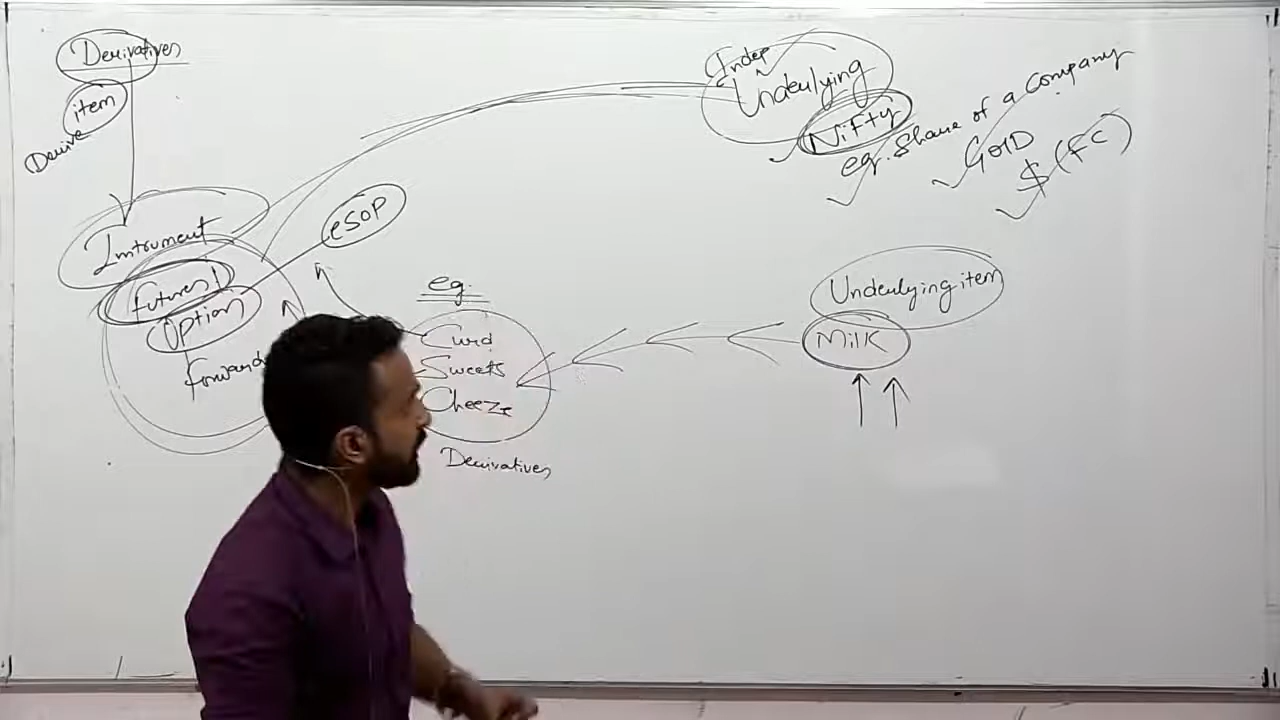 Derivatives
item
Derive
Intrument
futures
Option
forwards
eSOP
eg.
Curd
Sweets
Cheeze
Derivatives
Indep
Underlying
Nifty
eg. Share of a Company
GOlD
$ (FC)
Underlying item
MilK